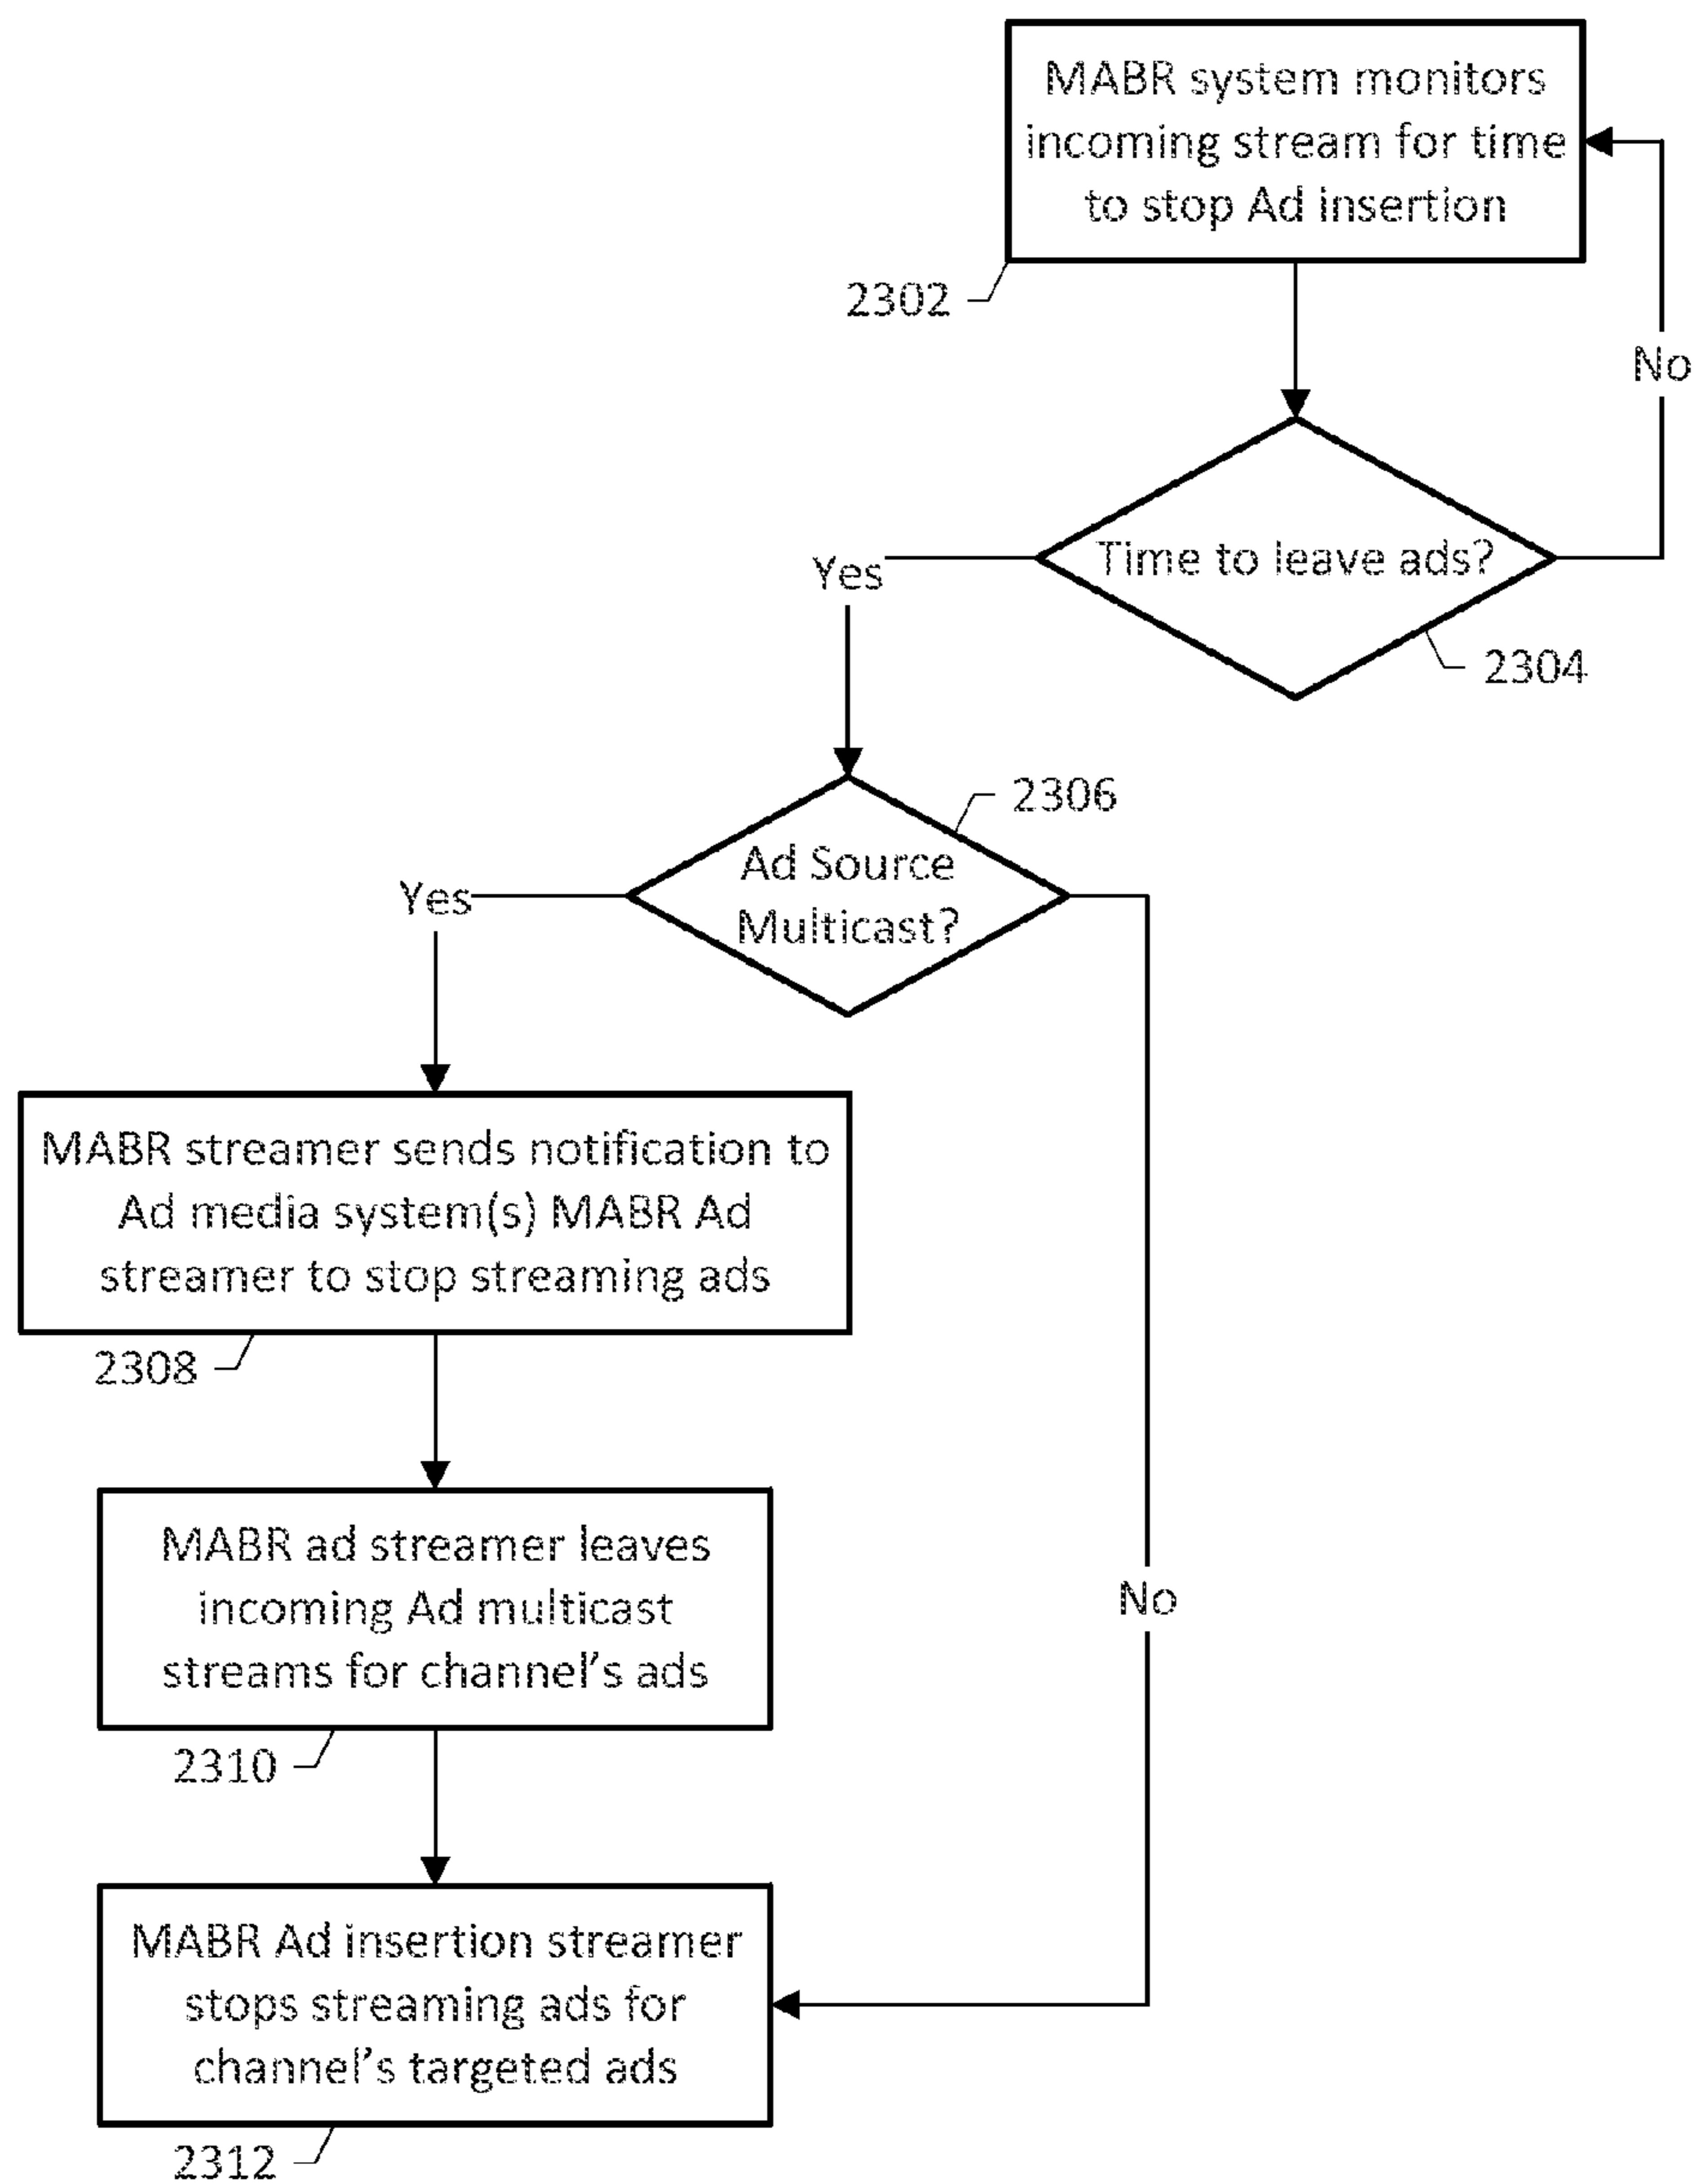 MABR system monitors
incoming stream for time
to stop Ad insertion
2302
No
Time to leave ads?
Yes
2304
2306
Ad Source
Multicast?
Yes
MABR streamer sends notification to
Ad media system(s) MABR Ad
streamer to stop streaming ads
2308
MABR ad streamer leaves
incoming Ad multicast
streams for channel's ads
No
2310
MABR Ad insertion streamer
stops streaming ads for
channel's targeted ads
2312